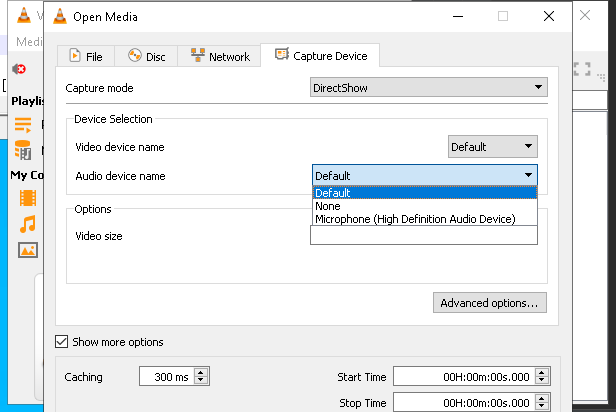 V
Open Media
Medi
File
Disc
Network
Capture Device
Capture mode
DirectShow
Playlis
Device Selection
Video device name
Default
Audio device name
Default
Default
None
Microphone (High Definition Audio Device)
My Co
Options
Video size
Advanced options...
Show more options
Caching
300 ms
Start Time
00H:00m:00s.000
Stop Time
00H:00m:00s.000